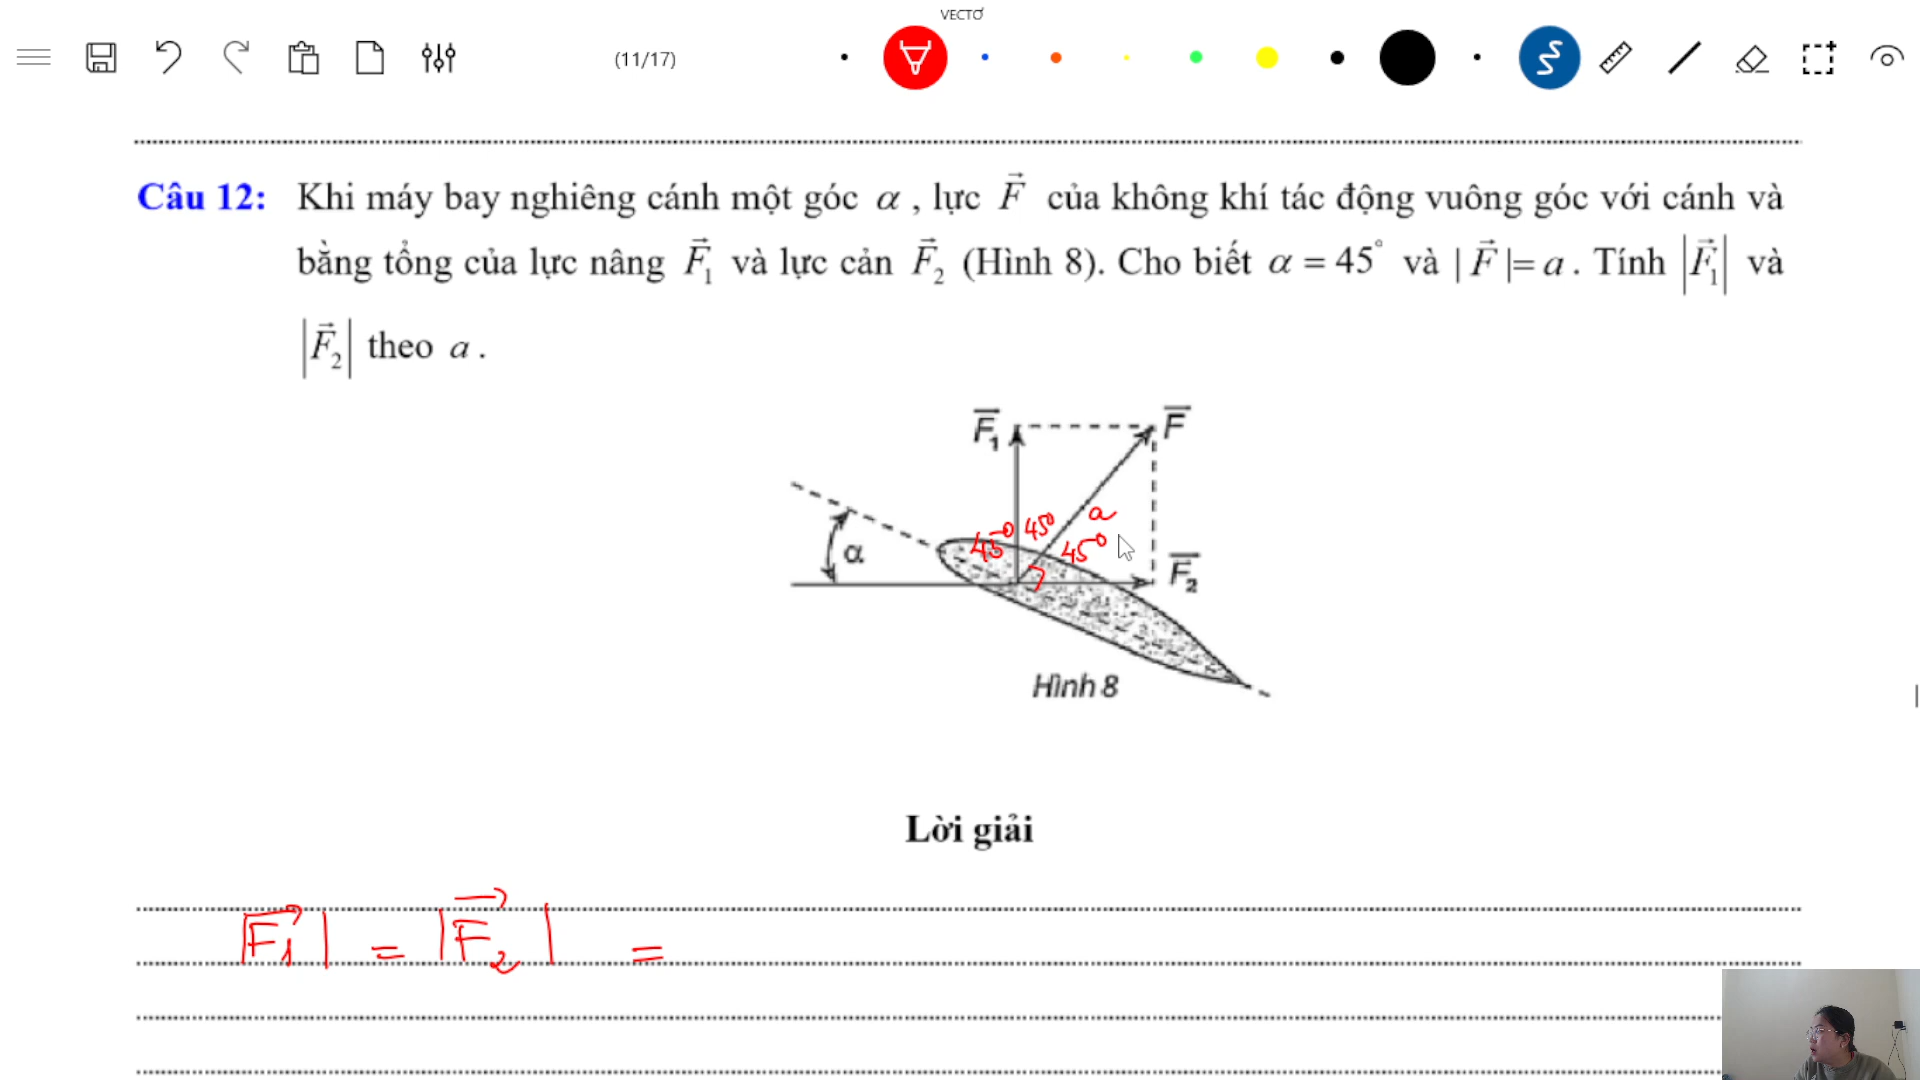 VECTƠ
(11/17)
Câu 12: Khi máy bay nghiêng cánh một góc α , lực F⃗ của không khí tác động vuông góc với cánh và
bằng tổng của lực nâng F⃗₁ và lực cản F⃗₂ (Hình 8). Cho biết α = 45° và | F⃗ |= a . Tính |F⃗₁| và
|F⃗₂| theo a .
F⃗₁ F⃗
a
45° 45°
45°
α
F⃗₂
Hình 8
Lời giải
|F⃗₁| = |F⃗₂| =